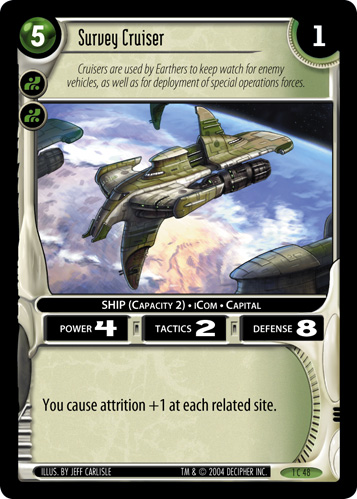 5 Survey Cruiser 1
Cruisers are used by Earthers to keep watch for enemy
vehicles, as well as for deployment of special operations forces.
SHIP (CAPACITY 2) • ICOM • CAPITAL
POWER 4 TACTICS 2 DEFENSE 8
You cause attrition +1 at each related site.
ILLUS. BY JEFF CARLISLE TM & © 2004 DECIPHER INC. 1 C 48